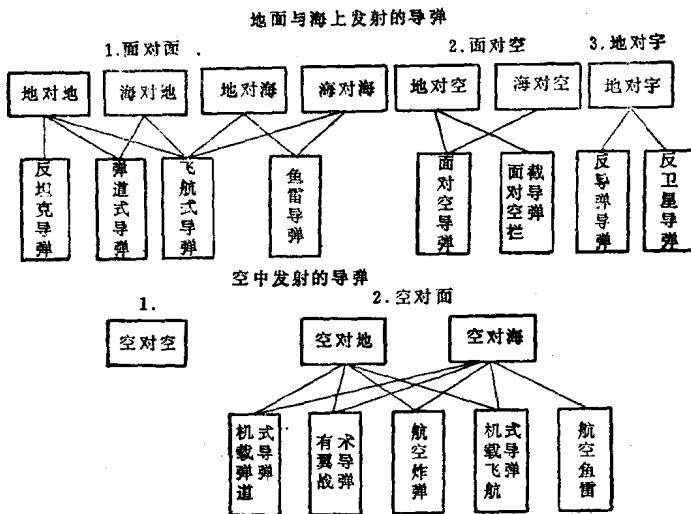 地面与海上发射的导弹
1.面对面
2.面对空
3.地对宇
地对地
海对地
地对海
海对海
地对空
海对空
地对宇
反坦克导弹
弹道式导弹
飞航式导弹
鱼雷导弹
面对空导弹
面对空栏
截导弹
反导弹导弹
反卫星导弹
空中发射的导弹
1.
2.空对面
空对空
空对地
空对海
机载弹道
式导弹
有翼战
术导弹
航空炸弹
机载飞航
式导弹
航空鱼雷